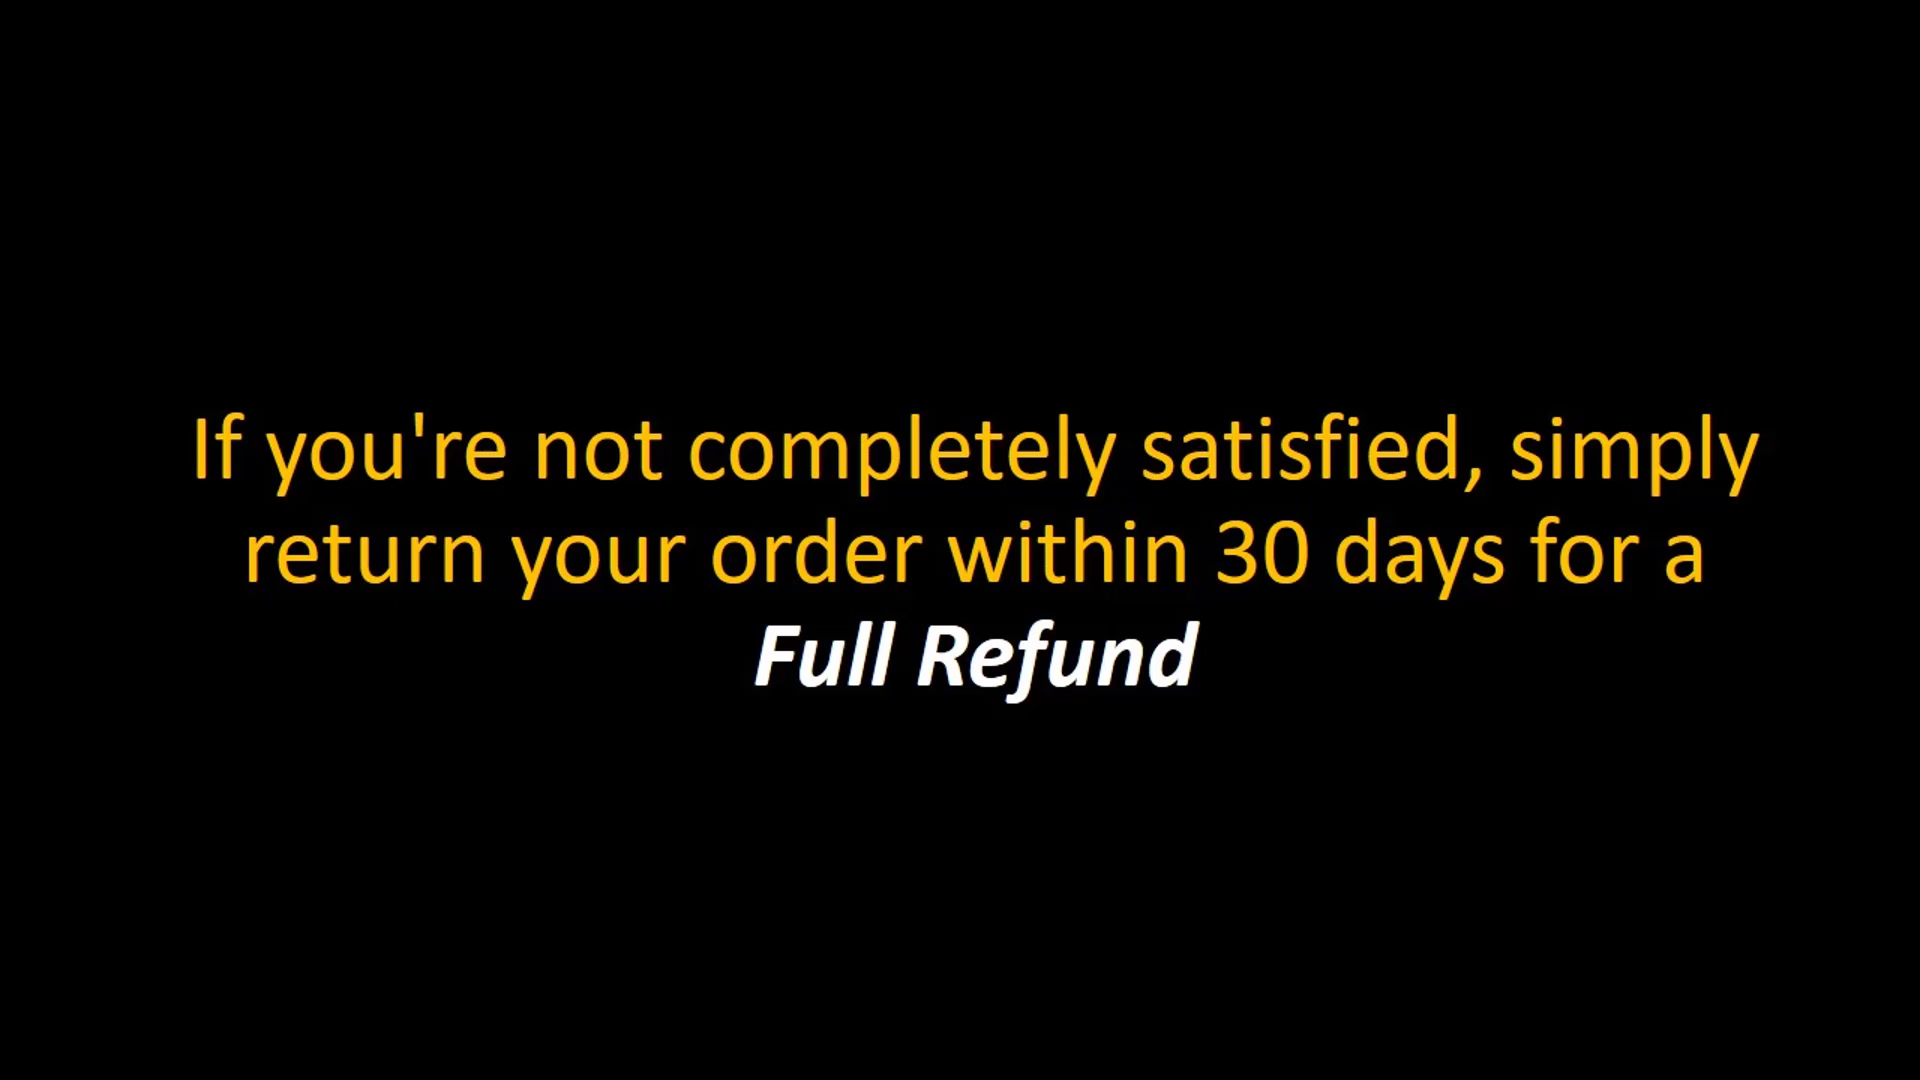 If you're not completely satisfied, simply
return your order within 30 days for a
Full Refund